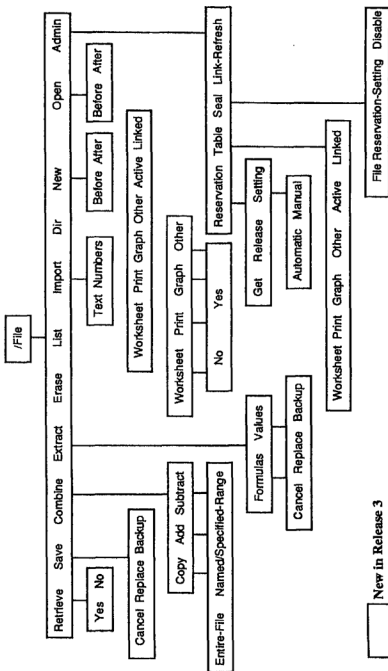 /File
Retrieve Save Combine Extract Erase List Import Dir New Open Admin
Yes No
Cancel Replace Backup
Copy Add Subtract
Entire-File Named/Specified-Range
Formulas Values
Cancel Replace Backup
Worksheet Print Graph Other
No Yes
Worksheet Print Graph Other Active Linked
Text Numbers
Before After
Before After
Reservation Table Seal Link-Refresh
Get Release Setting
Automatic Manual
Worksheet Print Graph Other Active Linked
File Reservation-Setting Disable
New in Release 3